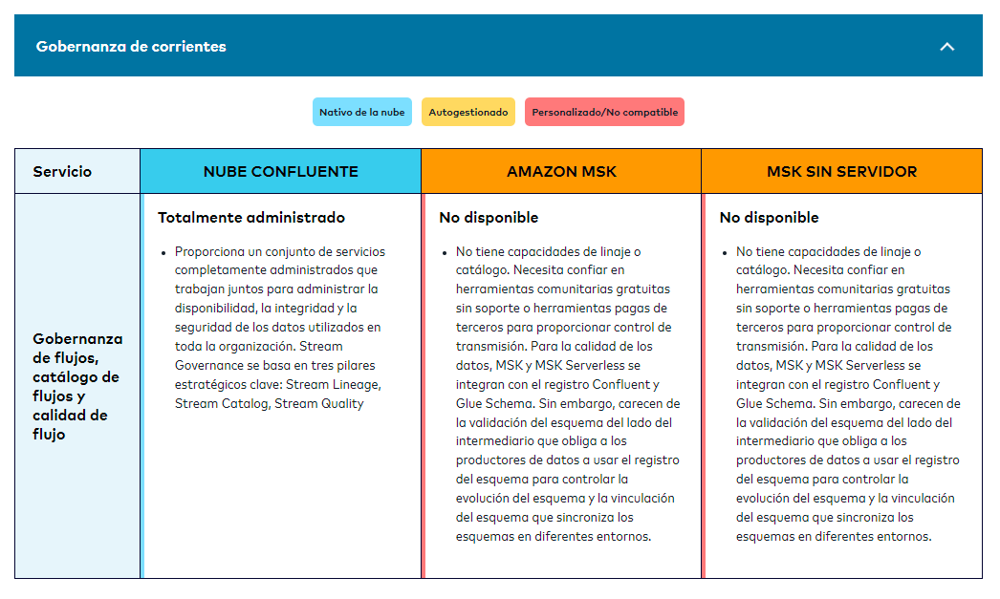 Gobernanza de corrientes
Nativo de la nube
Autogestionado
Personalizado/No compatible
Servicio
NUBE CONFLUENTE
AMAZON MSK
MSK SIN SERVIDOR
Gobernanza
de flujos,
catálogo de
flujos y
calidad de
flujo
Totalmente administrado
• Proporciona un conjunto de servicios
completamente administrados que
trabajan juntos para administrar la
disponibilidad, la integridad y la
seguridad de los datos utilizados en
toda la organización. Stream
Governance se basa en tres pilares
estratégicos clave: Stream Lineage,
Stream Catalog, Stream Quality
No disponible
• No tiene capacidades de linaje o
catálogo. Necesita confiar en
herramientas comunitarias gratuitas
sin soporte o herramientas pagas de
terceros para proporcionar control de
transmisión. Para la calidad de los
datos, MSK y MSK Serverless se
integran con el registro Confluent y
Glue Schema. Sin embargo, carecen de
la validación del esquema del lado del
intermediario que obliga a los
productores de datos a usar el registro
del esquema para controlar la
evolución del esquema y la vinculación
del esquema que sincroniza los
esquemas en diferentes entornos.
No disponible
• No tiene capacidades de linaje o
catálogo. Necesita confiar en
herramientas comunitarias gratuitas
sin soporte o herramientas pagas de
terceros para proporcionar control de
transmisión. Para la calidad de los
datos, MSK y MSK Serverless se
integran con el registro Confluent y
Glue Schema. Sin embargo, carecen de
la validación del esquema del lado del
intermediario que obliga a los
productores de datos a usar el registro
del esquema para controlar la
evolución del esquema y la vinculación
del esquema que sincroniza los
esquemas en diferentes entornos.